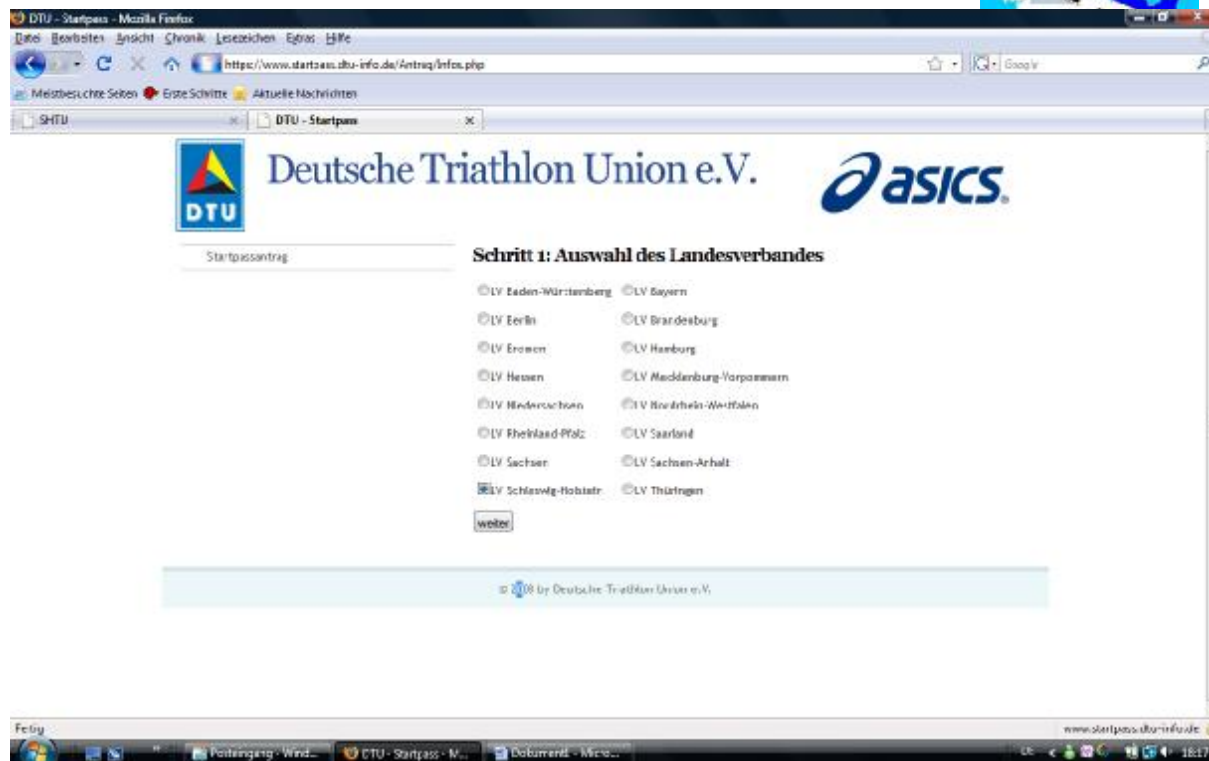 DTU - Startpass - Mozilla Firefox
Datei Bearbeiten Ansicht Chronik Lesezeichen Extras Hilfe
https://www.startpass.dtu-info.de/Antrag/Infos.php
Google
Meistbesuchte Seiten Erste Schritte Aktuelle Nachrichten
SHTU
DTU - Startpass
DTU
Deutsche Triathlon Union e.V.
asics
Startpassantrag
Schritt 1: Auswahl des Landesverbandes
LV Baden-Württemberg LV Bayern
LV Berlin LV Brandenburg
LV Bremen LV Hamburg
LV Hessen LV Mecklenburg-Vorpommern
LV Niedersachsen LV Nordrhein-Westfalen
LV Rheinland-Pfalz LV Saarland
LV Sachsen LV Sachsen-Anhalt
LV Schleswig-Holstein LV Thüringen
weiter
© 2008 by Deutsche Triathlon Union e.V.
Fertig
www.startpass.dtu-info.de
Posteingang - Wind... DTU - Startpass - M... Dokument1 - Micro...
DE
18:17